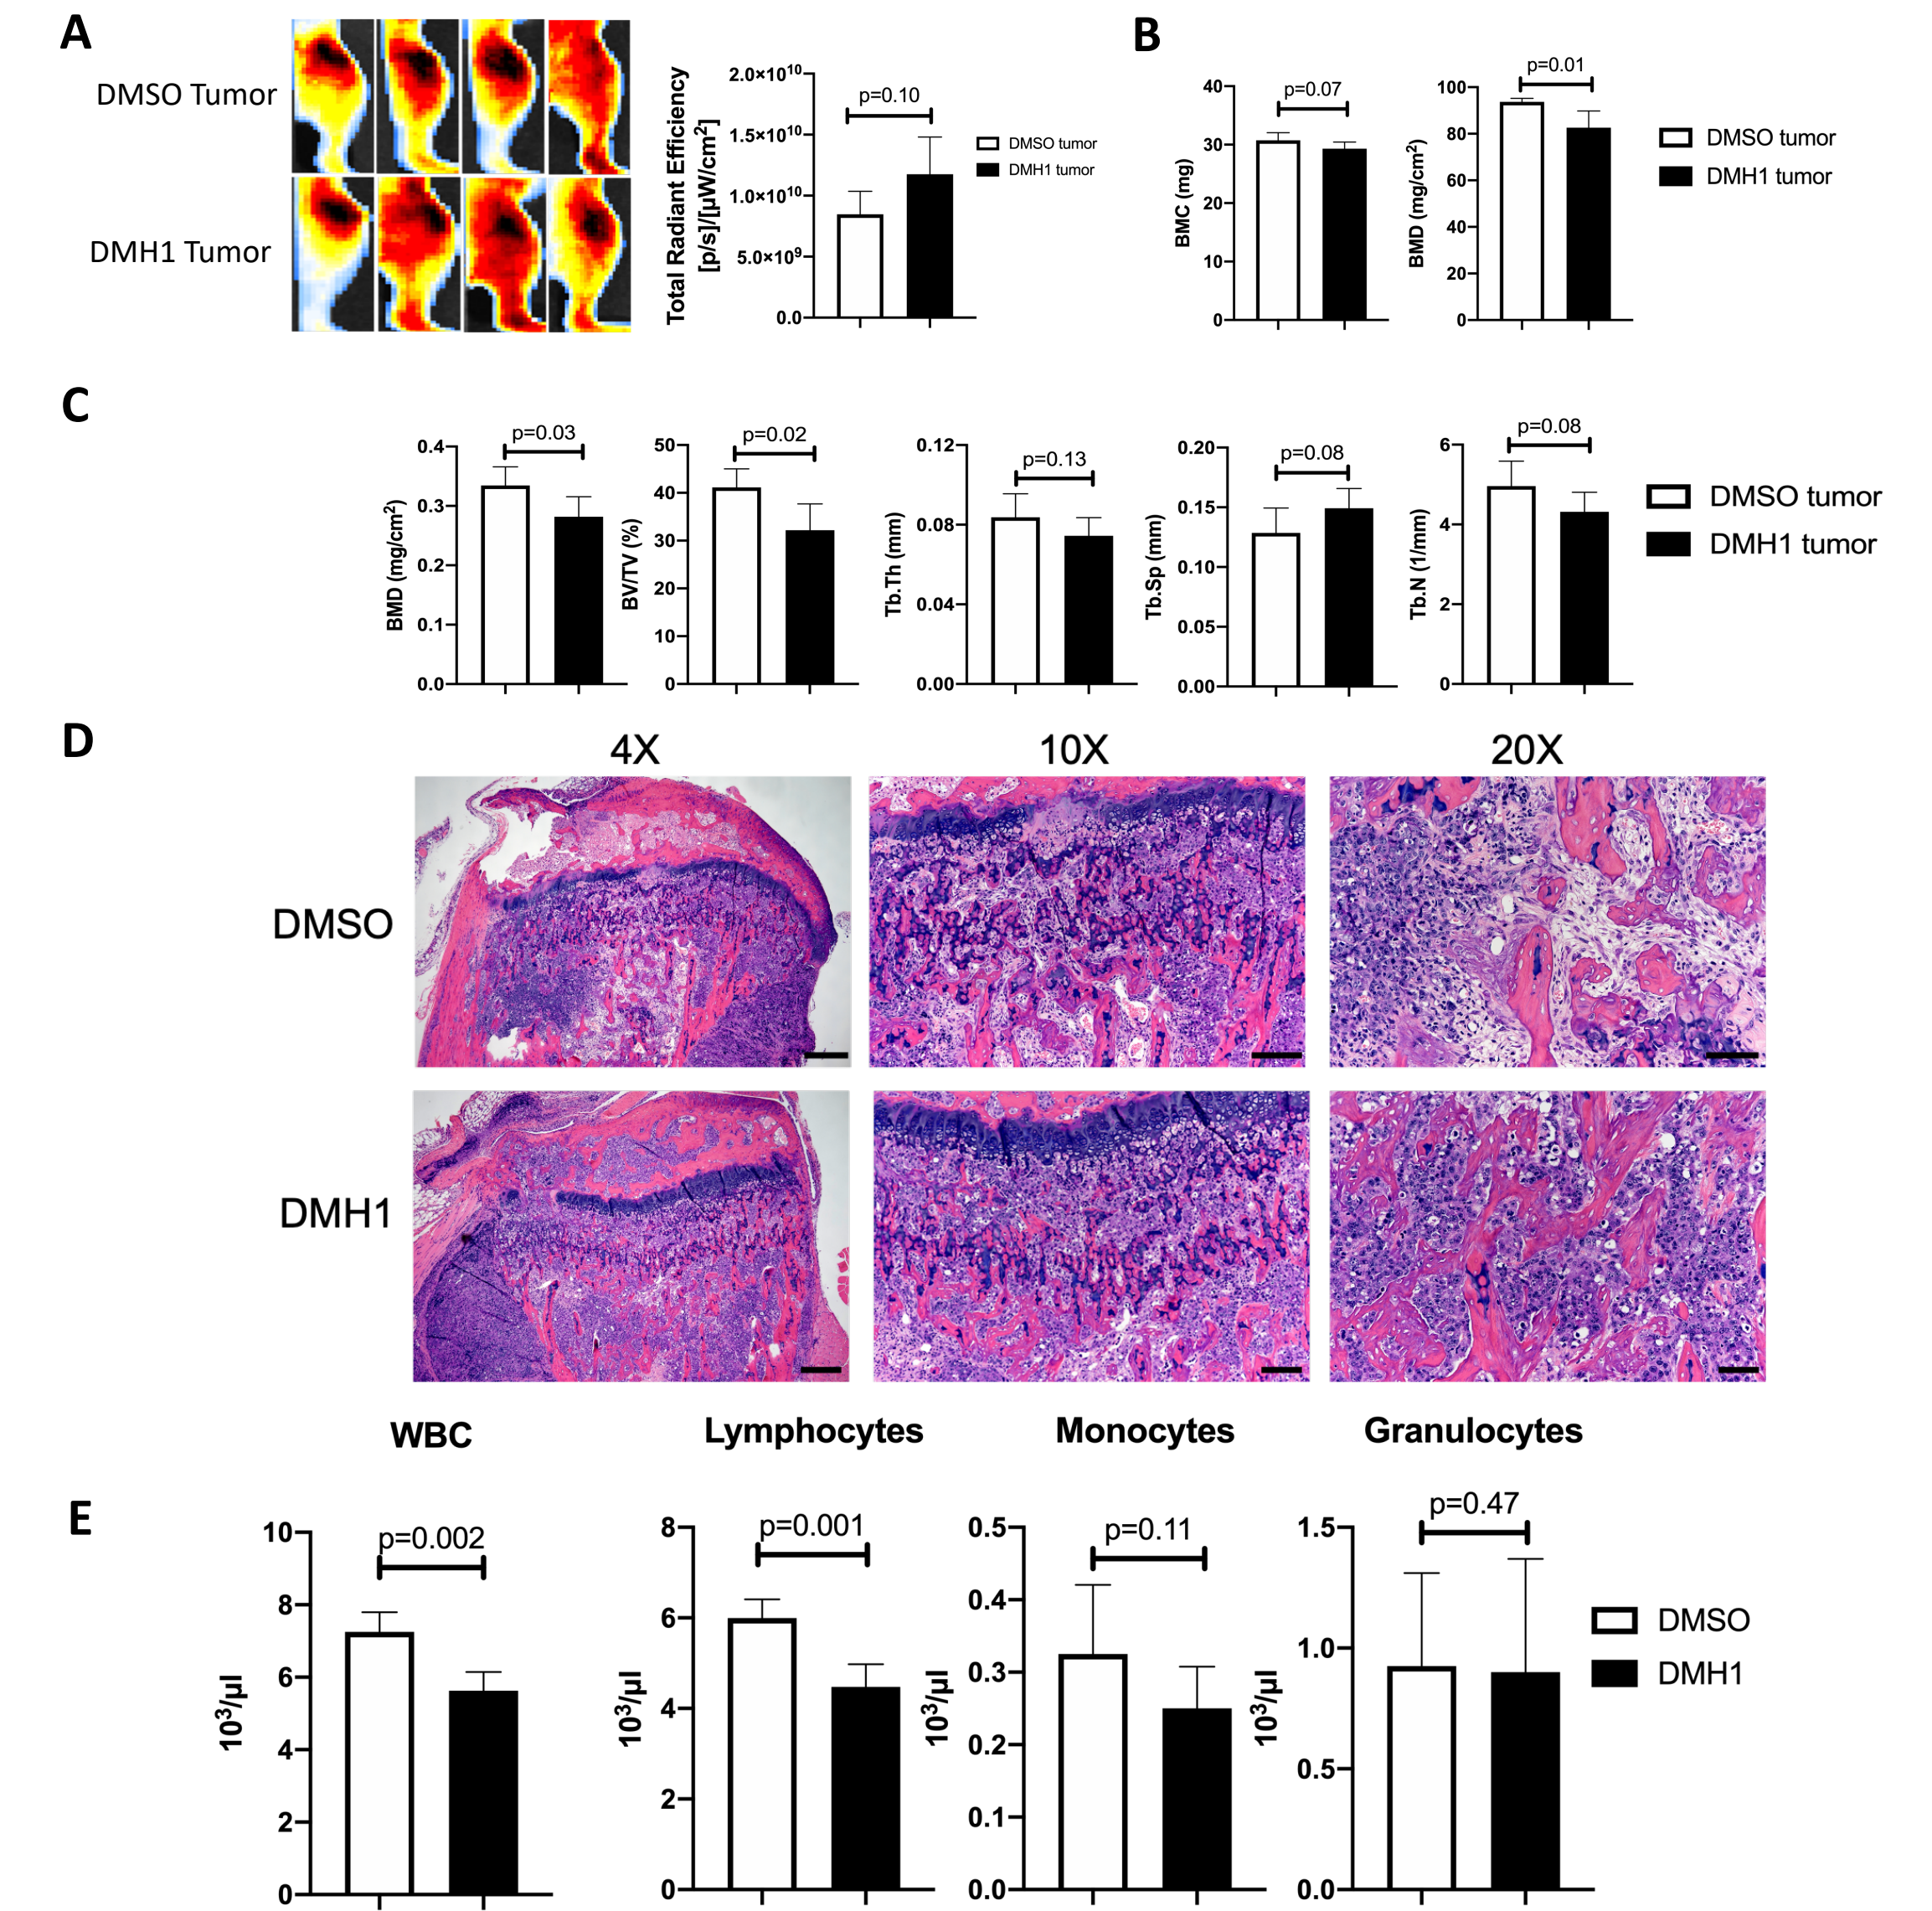 A
DMSO Tumor
DMH1 Tumor
Total Radiant Efficiency
[p/s]/[µW/cm²]
2.0×10¹⁰
1.5×10¹⁰
1.0×10¹⁰
5.0×10⁹
0.0
p=0.10
DMSO tumor
DMH1 tumor
B
BMC (mg)
40
30
20
10
0
p=0.07
BMD (mg/cm²)
100
80
60
40
20
0
p=0.01
DMSO tumor
DMH1 tumor
C
BMD (mg/cm²)
0.4
0.3
0.2
0.1
0.0
p=0.03
BV/TV (%)
50
40
30
20
10
0
p=0.02
Tb.Th (mm)
0.12
0.08
0.04
0.00
p=0.13
Tb.Sp (mm)
0.20
0.15
0.10
0.05
0.00
p=0.08
Tb.N (1/mm)
6
4
2
0
p=0.08
DMSO tumor
DMH1 tumor
D
4X
10X
20X
DMSO
DMH1
E
WBC
10³/µl
10
8
6
4
2
0
p=0.002
Lymphocytes
10³/µl
8
6
4
2
0
p=0.001
Monocytes
10³/µl
0.5
0.4
0.3
0.2
0.1
0.0
p=0.11
Granulocytes
10³/µl
1.5
1.0
0.5
0.0
p=0.47
DMSO
DMH1